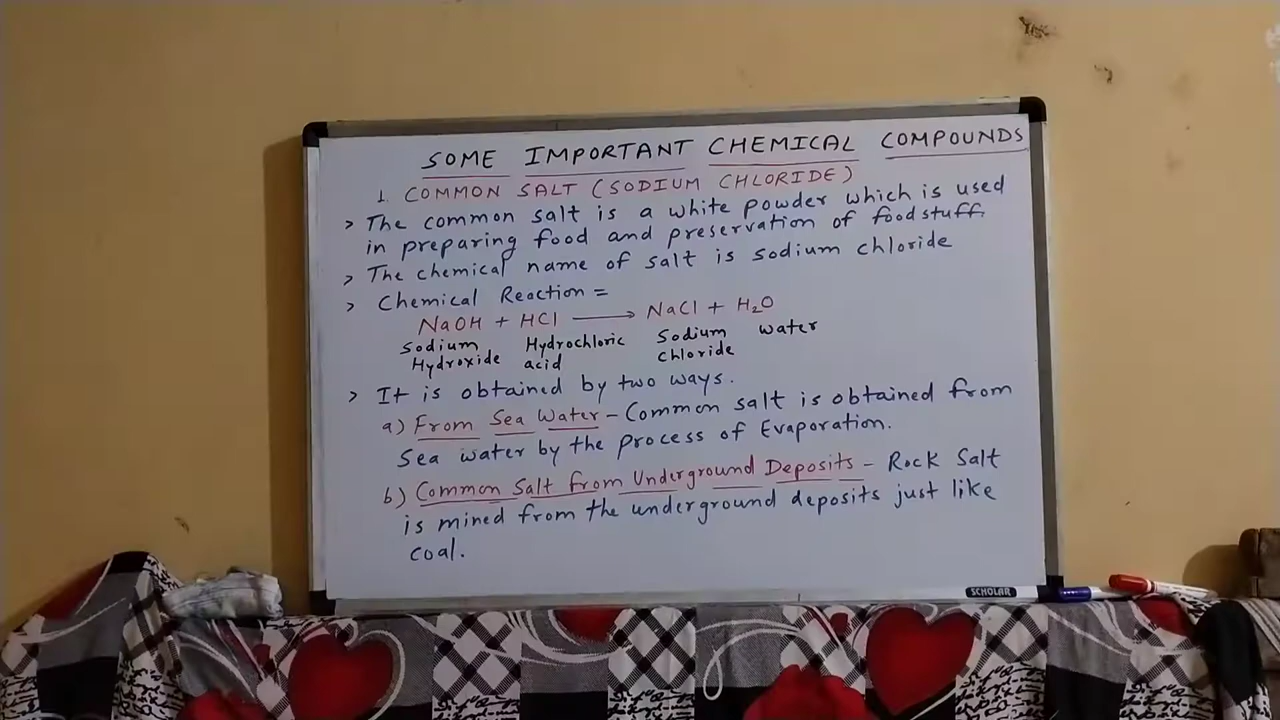 SOME IMPORTANT CHEMICAL COMPOUNDS
1. COMMON SALT (SODIUM CHLORIDE)
> The common salt is a white powder which is used
in preparing food and preservation of food stuff.
> The chemical name of salt is sodium chloride
> Chemical Reaction =
NaOH + HCl ⟶ NaCl + H₂O
Sodium Hydrochloric Sodium water
Hydroxide acid chloride
> It is obtained by two ways.
a) From Sea Water - Common salt is obtained from
Sea water by the process of Evaporation.
b) Common Salt from Underground Deposits - Rock Salt
is mined from the underground deposits just like
coal.
SCHOLAR